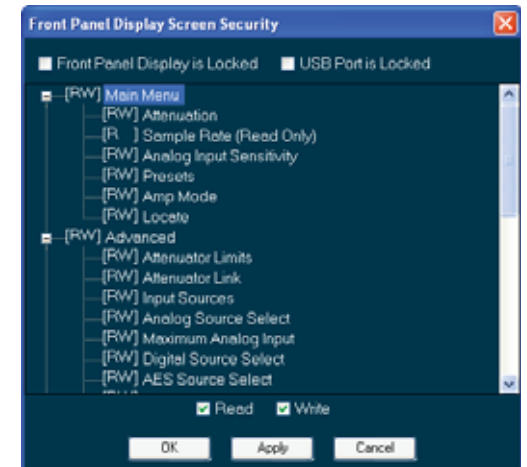 Front Panel Display Screen Security
Front Panel Display is Locked USB Port is Locked
[RW] Main Menu
[RW] Attenuation
[R ] Sample Rate (Read Only)
[RW] Analog Input Sensitivity
[RW] Presets
[RW] Amp Mode
[RW] Locate
[RW] Advanced
[RW] Attenuator Limits
[RW] Attenuator Link
[RW] Input Sources
[RW] Analog Source Select
[RW] Maximum Analog Input
[RW] Digital Source Select
[RW] AES Source Select
Read Write
OK Apply Cancel